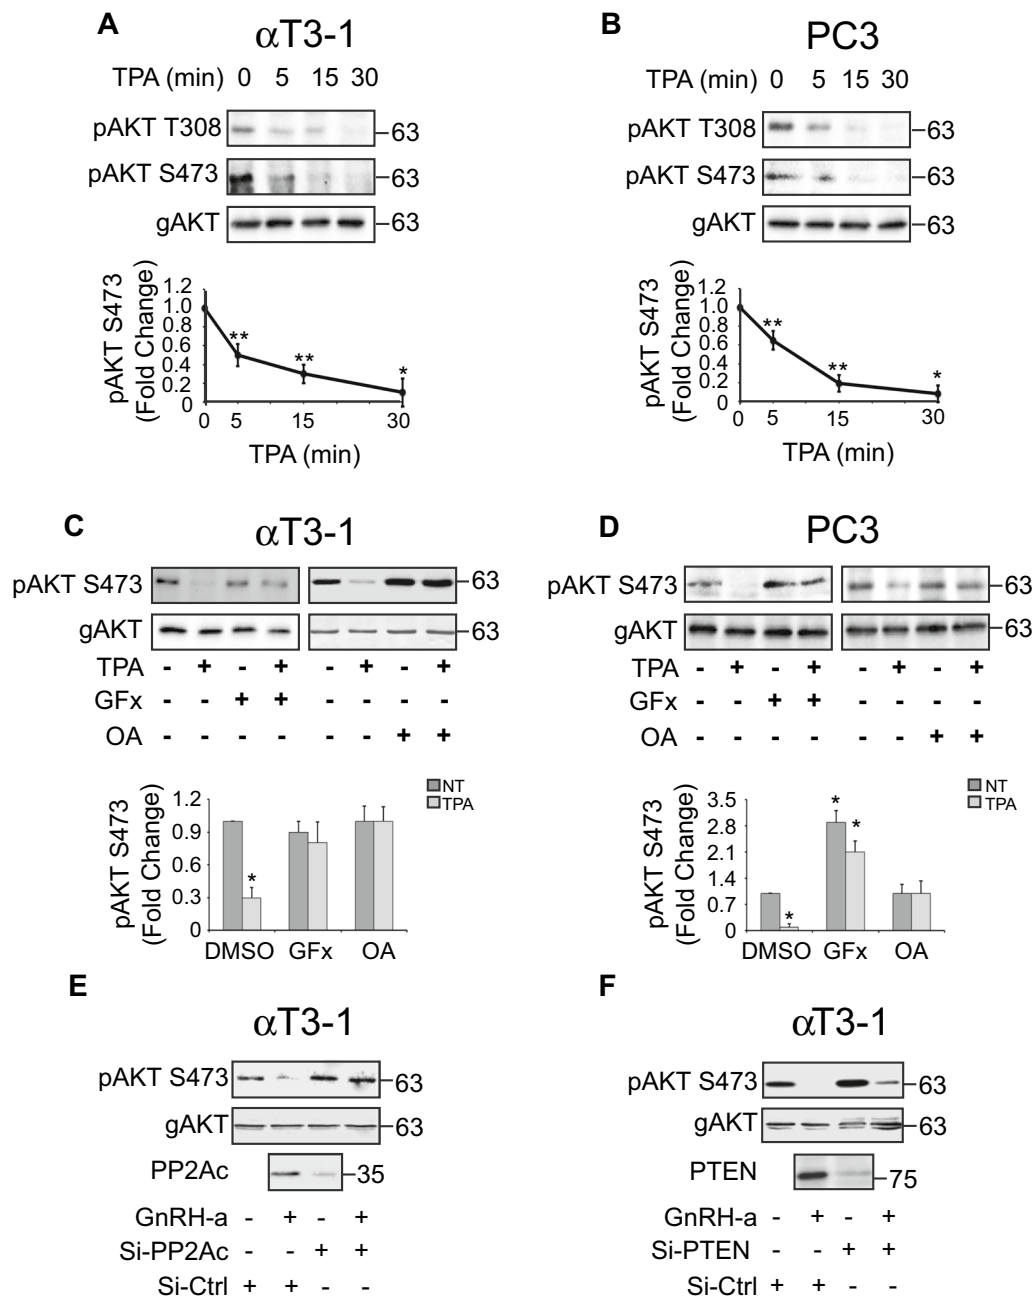 A
αT3-1
TPA (min) 0 5 15 30
pAKT T308 -63
pAKT S473 -63
gAKT -63
pAKT S473
(Fold Change)
1.2
1.0
0.8
0.6
0.4
0.2
0
** ** *
0 5 15 30
TPA (min)
B
PC3
TPA (min) 0 5 15 30
pAKT T308 -63
pAKT S473 -63
gAKT -63
pAKT S473
(Fold Change)
1.2
1.0
0.8
0.6
0.4
0.2
0
** ** *
0 5 15 30
TPA (min)
C
αT3-1
pAKT S473 -63
gAKT -63
TPA - + - + - + - +
GFx - - + + - - - -
OA - - - - - - + +
pAKT S473
(Fold Change)
1.2
0.9
0.6
0.3
0
*
NT
TPA
DMSO GFx OA
D
PC3
pAKT S473 -63
gAKT -63
TPA - + - + - + - +
GFx - - + + - - - -
OA - - - - - - + +
pAKT S473
(Fold Change)
3.5
2.8
2.1
1.4
0.7
0
* * *
NT
TPA
DMSO GFx OA
E
αT3-1
pAKT S473 -63
gAKT -63
PP2Ac -35
GnRH-a - + - +
Si-PP2Ac - - + +
Si-Ctrl + + - -
F
αT3-1
pAKT S473 -63
gAKT -63
PTEN -75
GnRH-a - + - +
Si-PTEN - - + +
Si-Ctrl + + - -